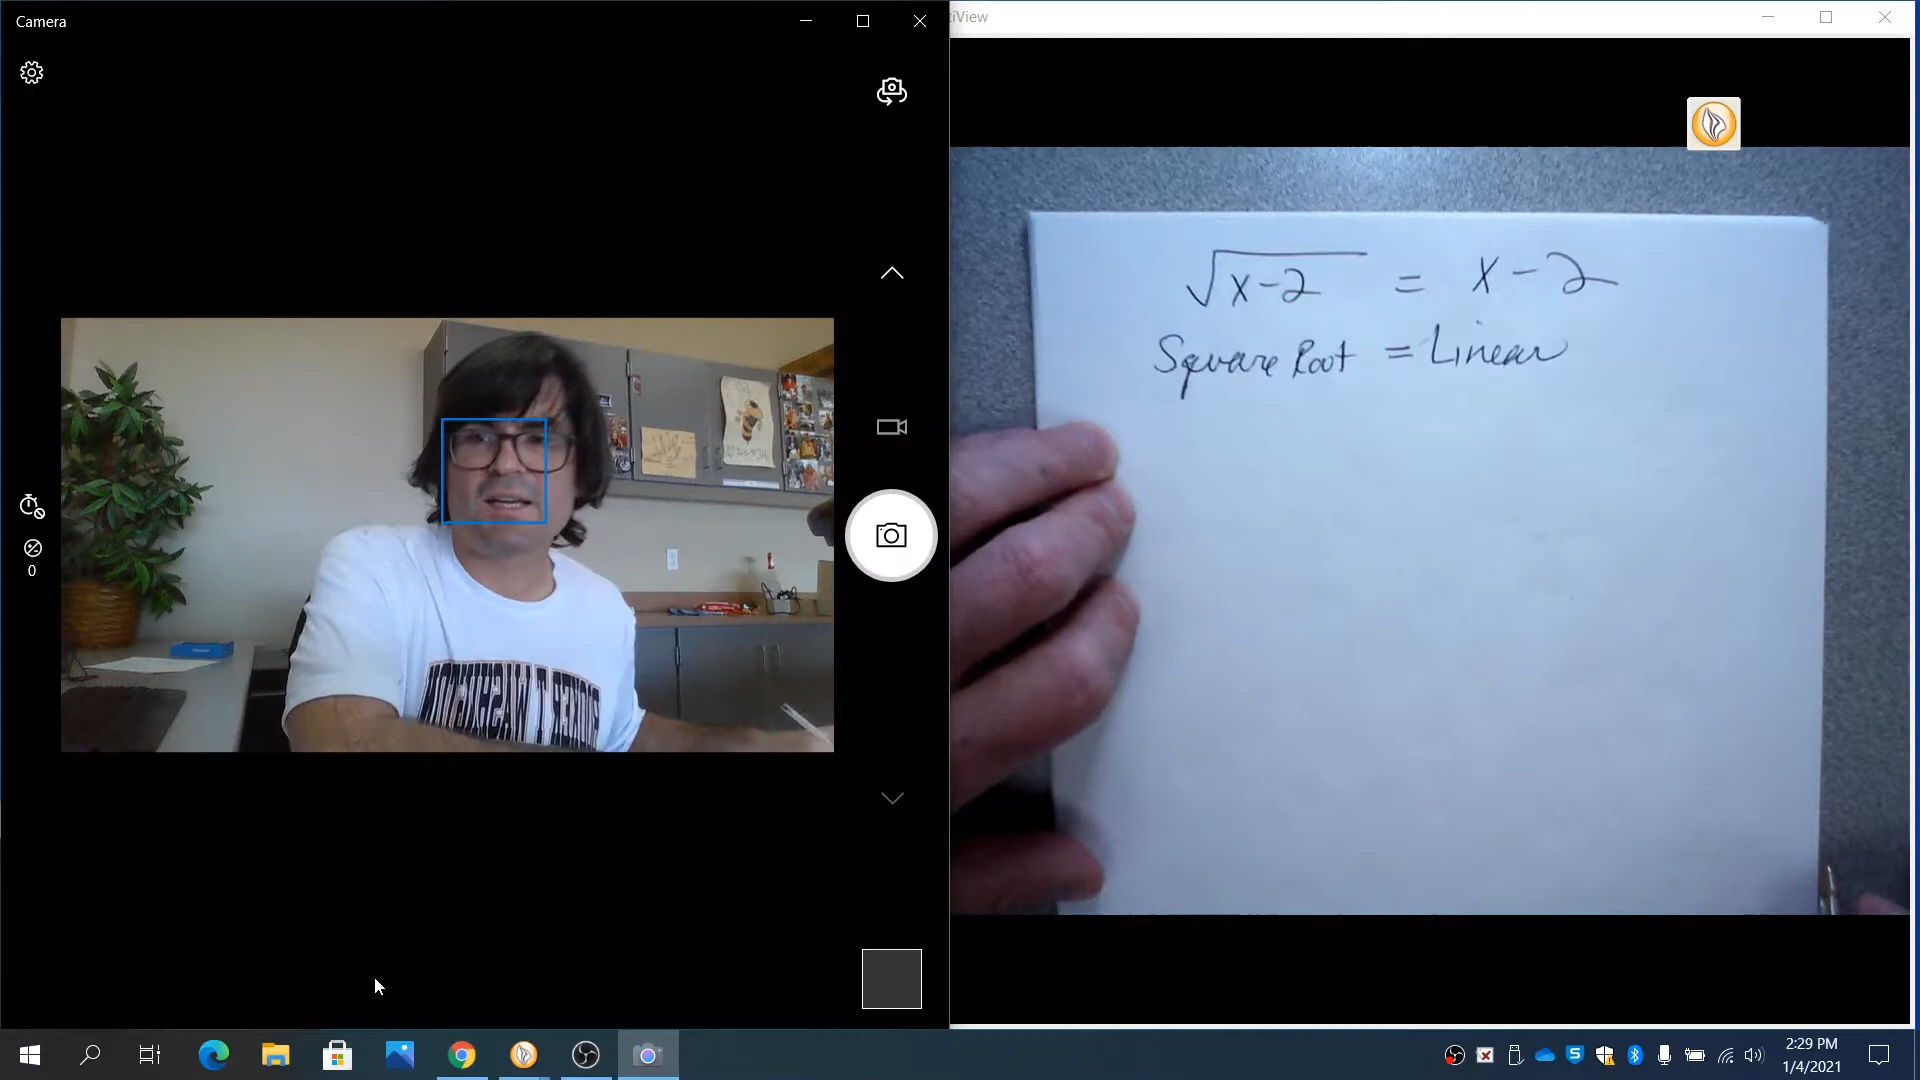 Camera
iView
√x-2 = x-2
Square Root = Linear
0
2:29 PM
1/4/2021